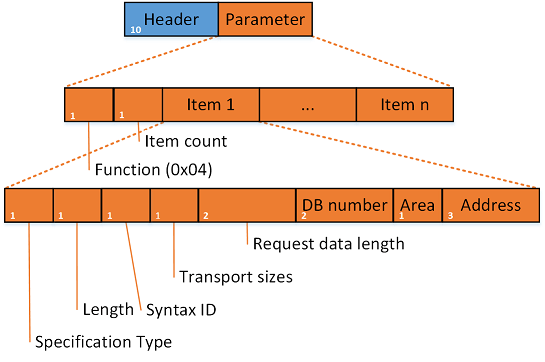 Header Parameter
10
Item 1 ... Item n
1 1
Item count
Function (0x04)
DB number Area Address
1 1 1 1 2 2 1 3
Request data length
Transport sizes
Length Syntax ID
Specification Type